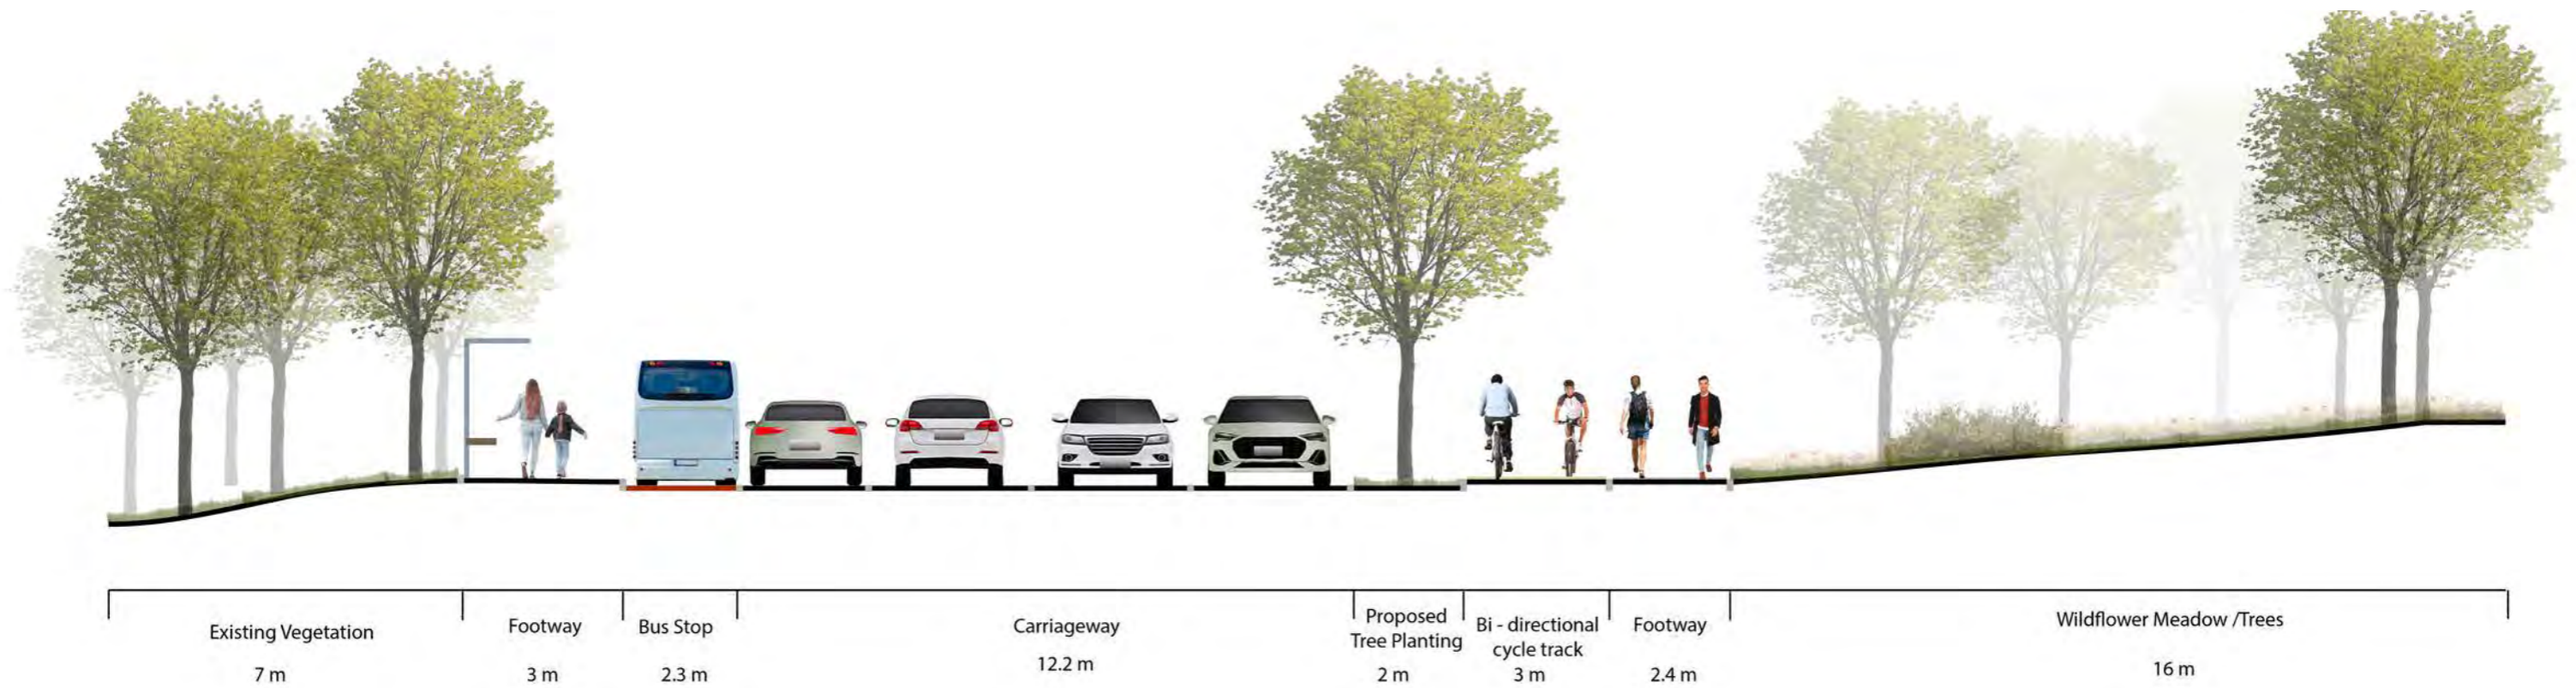 Existing Vegetation
7 m
Footway
3 m
Bus Stop
2.3 m
Carriageway
12.2 m
Proposed
Tree Planting
2 m
Bi - directional
cycle track
3 m
Footway
2.4 m
Wildflower Meadow /Trees
16 m